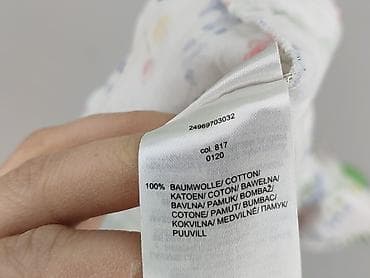 24969703032
col. 817
0120
100% BAUMWOLLE/ COTTON/
KATOEN/ COTON/ BAWEŁNA/
BAVLNA/ PAMUK/ BOMBAŽ/
COTONE/ PAMUT/ BUMBAC/
KOKVILNA/ MEDVILNĖ/ ПАМУК/
PUUVILL